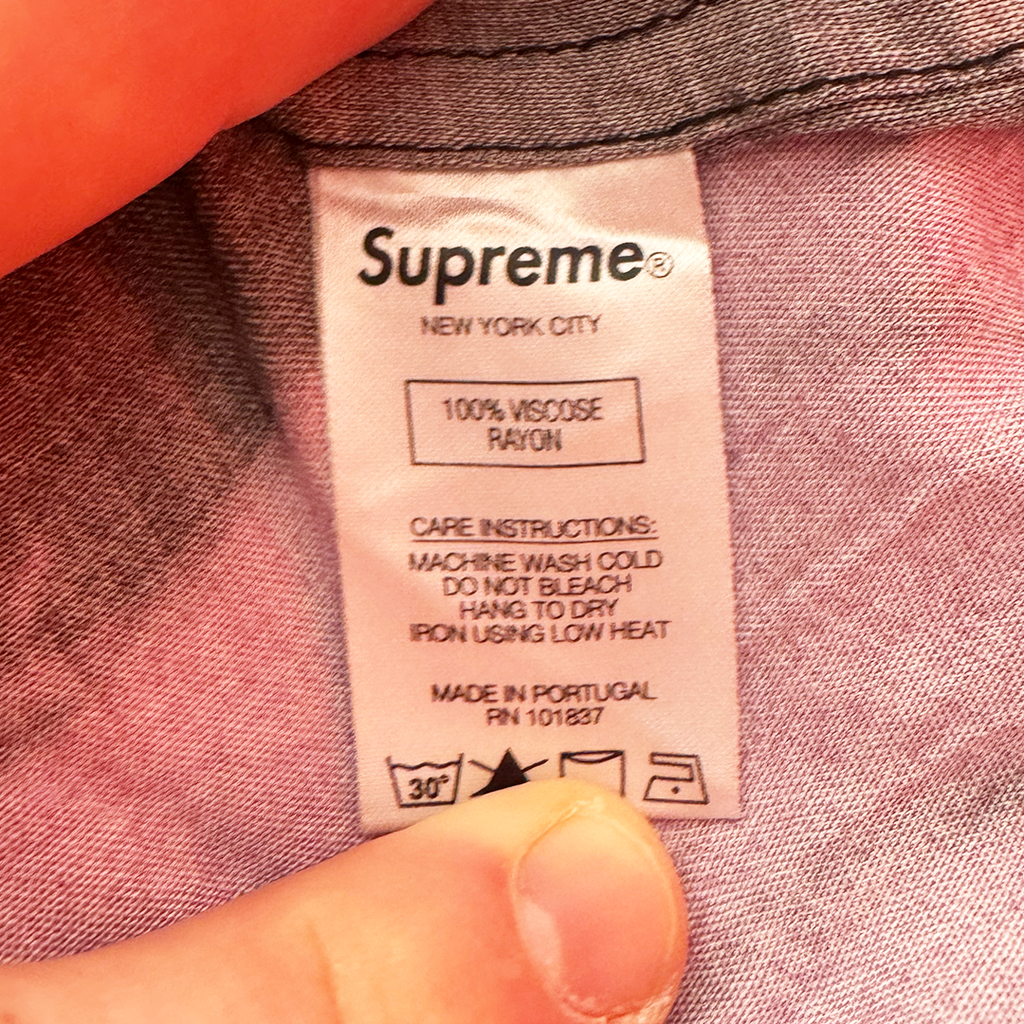 Supreme®
NEW YORK CITY
100% VISCOSE
RAYON
CARE INSTRUCTIONS:
MACHINE WASH COLD
DO NOT BLEACH
HANG TO DRY
IRON USING LOW HEAT
MADE IN PORTUGAL
RN 101837
30°